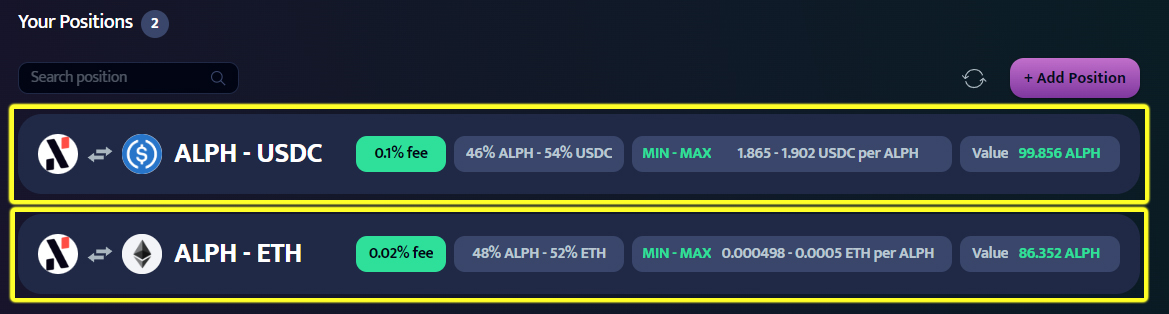 Your Positions 2
Search position
+ Add Position
ALPH - USDC 0.1% fee 46% ALPH - 54% USDC MIN - MAX 1.865 - 1.902 USDC per ALPH Value 99.856 ALPH
ALPH - ETH 0.02% fee 48% ALPH - 52% ETH MIN - MAX 0.000498 - 0.0005 ETH per ALPH Value 86.352 ALPH